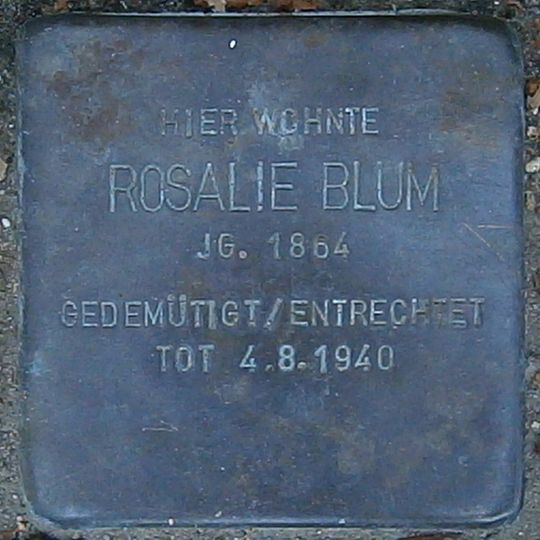 HIER WOHNTE
ROSALIE BLUM
JG. 1864
GEDEMÜTIGT/ENTRECHTET
TOT 4.8.1940